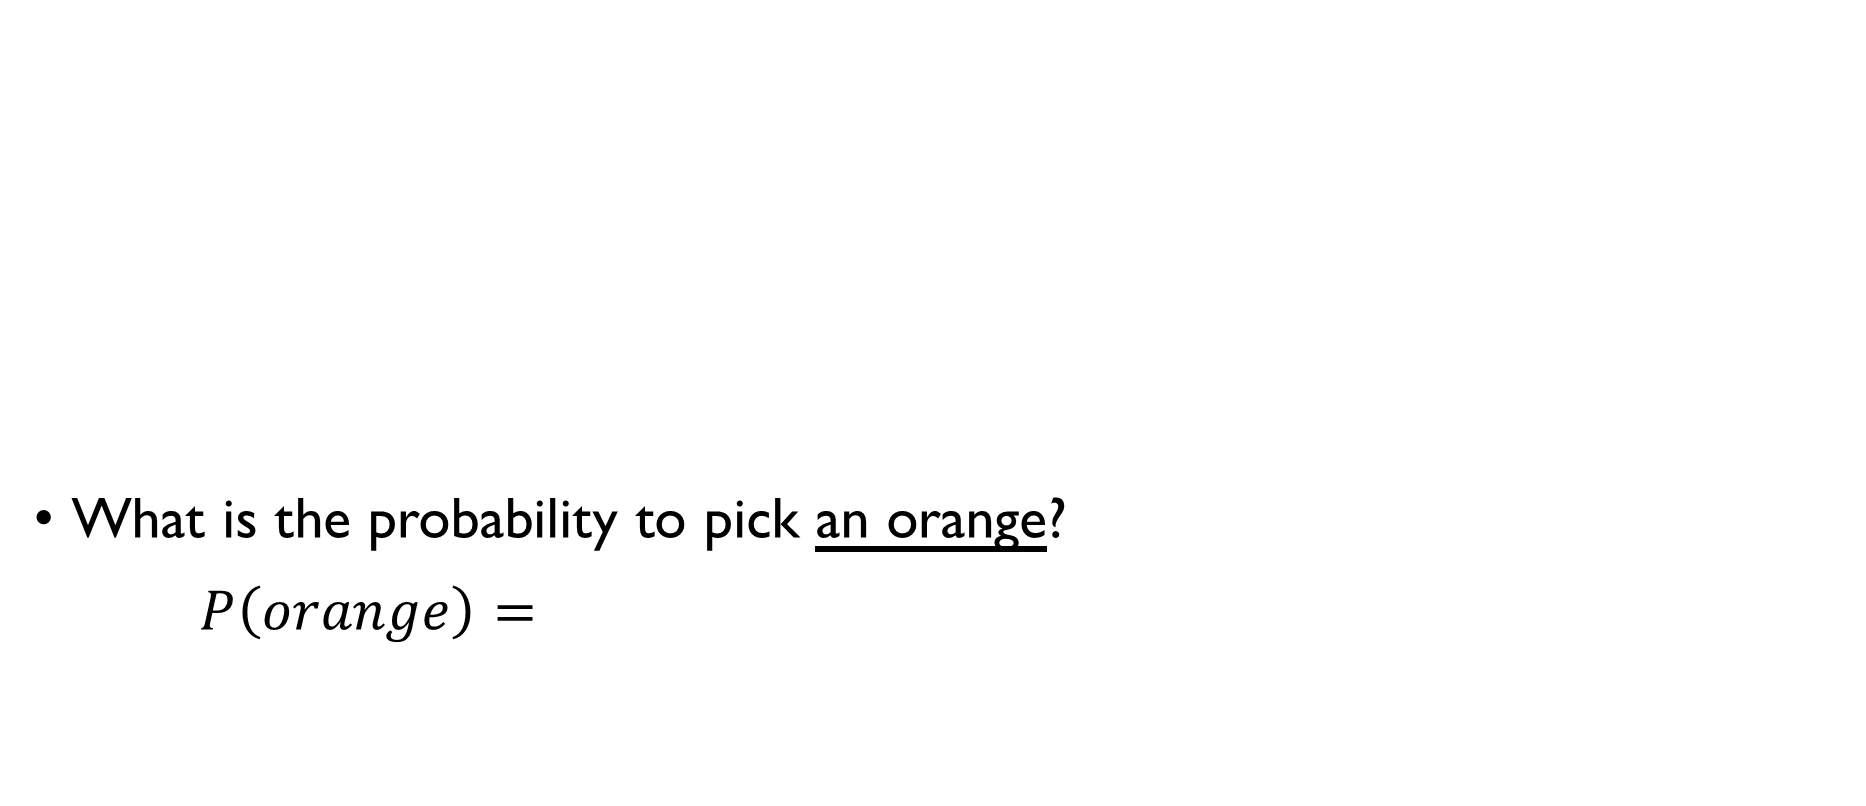 • What is the probability to pick an orange?
P(orange) =